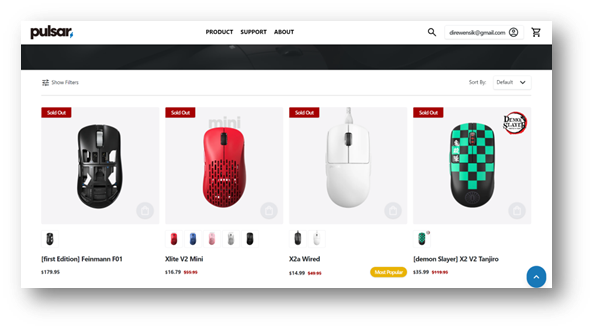 pulsar
PRODUCT SUPPORT ABOUT
direwensik@gmail.com
Show Filters
Sort By: Default
Sold Out
Sold Out
mini
Sold Out
DEMON SLAYER
[first Edition] Feinmann F01
$179.95
Xlite V2 Mini
$16.79 $55.95
X2a Wired
$14.99 $49.95
Most Popular
[demon Slayer] X2 V2 Tanjiro
$35.99 $119.95